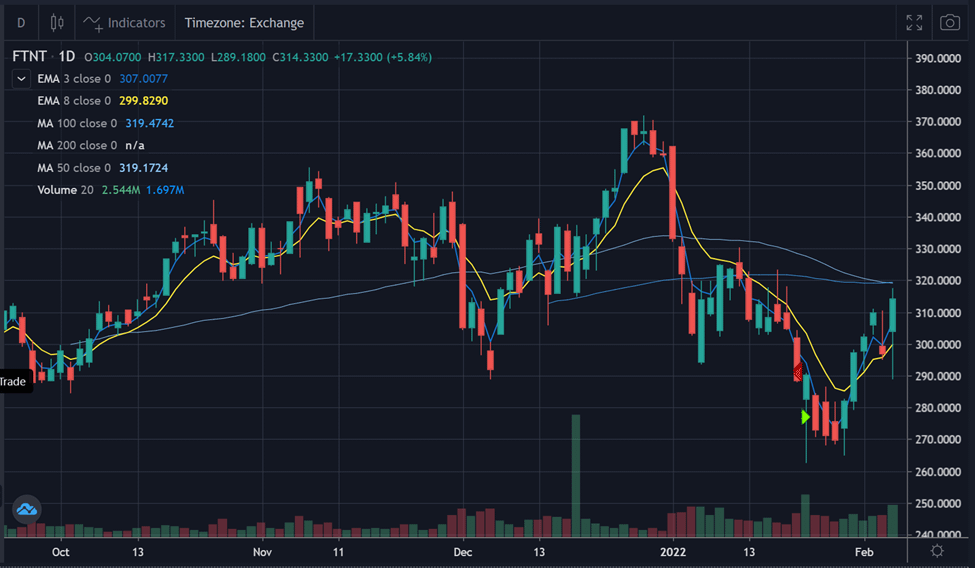 D Indicators Timezone: Exchange
FTNT · 1D O304.0700 H317.3300 L289.1800 C314.3300 +17.3300 (+5.84%)
EMA 3 close 0 307.0077
EMA 8 close 0 299.8290
MA 100 close 0 319.4742
MA 200 close 0 n/a
MA 50 close 0 319.1724
Volume 20 2.544M 1.697M
390.0000
380.0000
370.0000
360.0000
350.0000
340.0000
330.0000
320.0000
310.0000
300.0000
290.0000
Trade
280.0000
270.0000
260.0000
250.0000
240.0000
Oct 13 Nov 11 Dec 13 2022 13 Feb